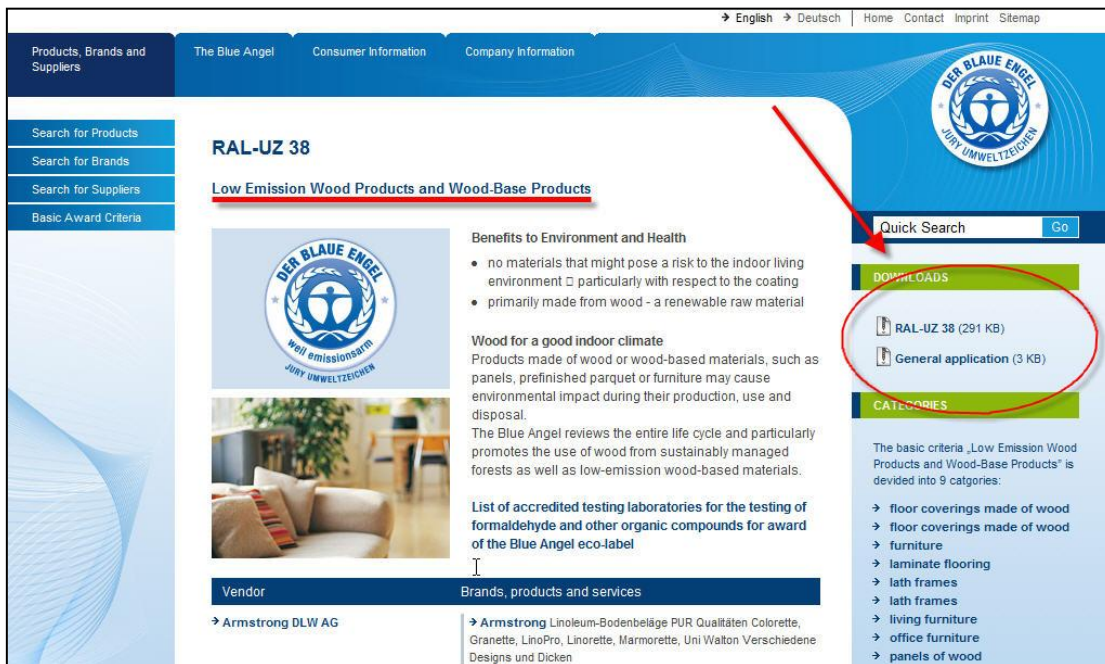 English Deutsch Home Contact Imprint Sitemap
Products, Brands and
Suppliers
The Blue Angel
Consumer Information
Company Information
DER BLAUE ENGEL
JURY UMWELTZEICHEN
Search for Products
Search for Brands
Search for Suppliers
Basic Award Criteria
RAL-UZ 38
Low Emission Wood Products and Wood-Base Products
DER BLAUE ENGEL
weil emissionsarm
JURY UMWELTZEICHEN
Benefits to Environment and Health
• no materials that might pose a risk to the indoor living
environment □ particularly with respect to the coating
• primarily made from wood - a renewable raw material
Wood for a good indoor climate
Products made of wood or wood-based materials, such as
panels, prefinished parquet or furniture may cause
environmental impact during their production, use and
disposal.
The Blue Angel reviews the entire life cycle and particularly
promotes the use of wood from sustainably managed
forests as well as low-emission wood-based materials.
List of accredited testing laboratories for the testing of
formaldehyde and other organic compounds for award
of the Blue Angel eco-label
Vendor Brands, products and services
Armstrong DLW AG
Armstrong Linoleum-Bodenbeläge PUR Qualitäten Colorette,
Granette, LinoPro, Linorette, Marmorette, Uni Walton Verschiedene
Designs und Dicken
Quick Search Go
DOWNLOADS
RAL-UZ 38 (291 KB)
General application (3 KB)
CATEGORIES
The basic criteria „Low Emission Wood
Products and Wood-Base Products" is
devided into 9 catgories:
floor coverings made of wood
floor coverings made of wood
furniture
laminate flooring
lath frames
lath frames
living furniture
office furniture
panels of wood